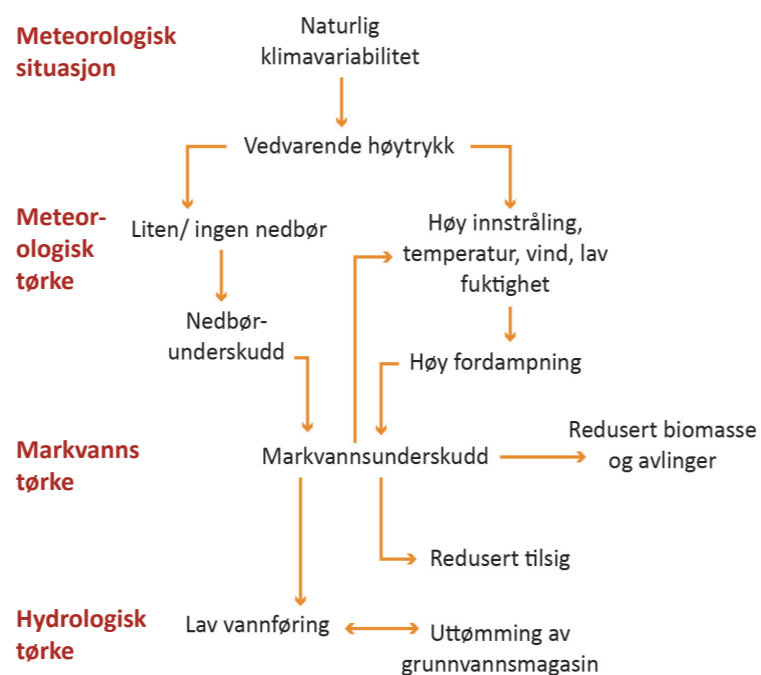 Meteorologisk
situasjon
Naturlig
klimavariabilitet
Vedvarende høytrykk
Meteor-
ologisk
tørke
Liten/ ingen nedbør
Høy innstråling,
temperatur, vind, lav
fuktighet
Nedbør-
underskudd
Høy fordampning
Markvanns
tørke
Markvannsunderskudd
Redusert biomasse
og avlinger
Redusert tilsig
Hydrologisk
tørke
Lav vannføring
Uttømming av
grunnvannsmagasin